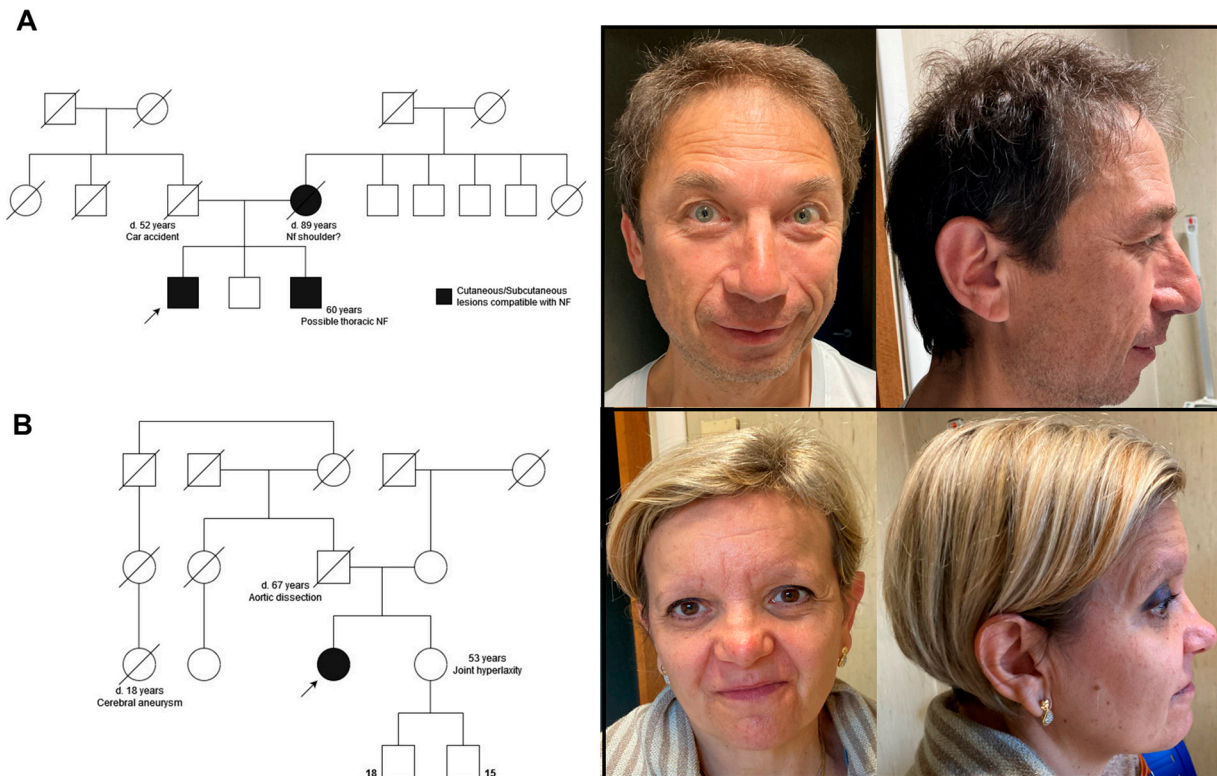 A
d. 52 years
Car accident
d. 89 years
Nf shoulder?
60 years
Possible thoracic NF
Cutaneous/Subcutaneous
lesions compatible with NF
B
d. 67 years
Aortic dissection
d. 18 years
Cerebral aneurysm
53 years
Joint hyperlaxity
18
15